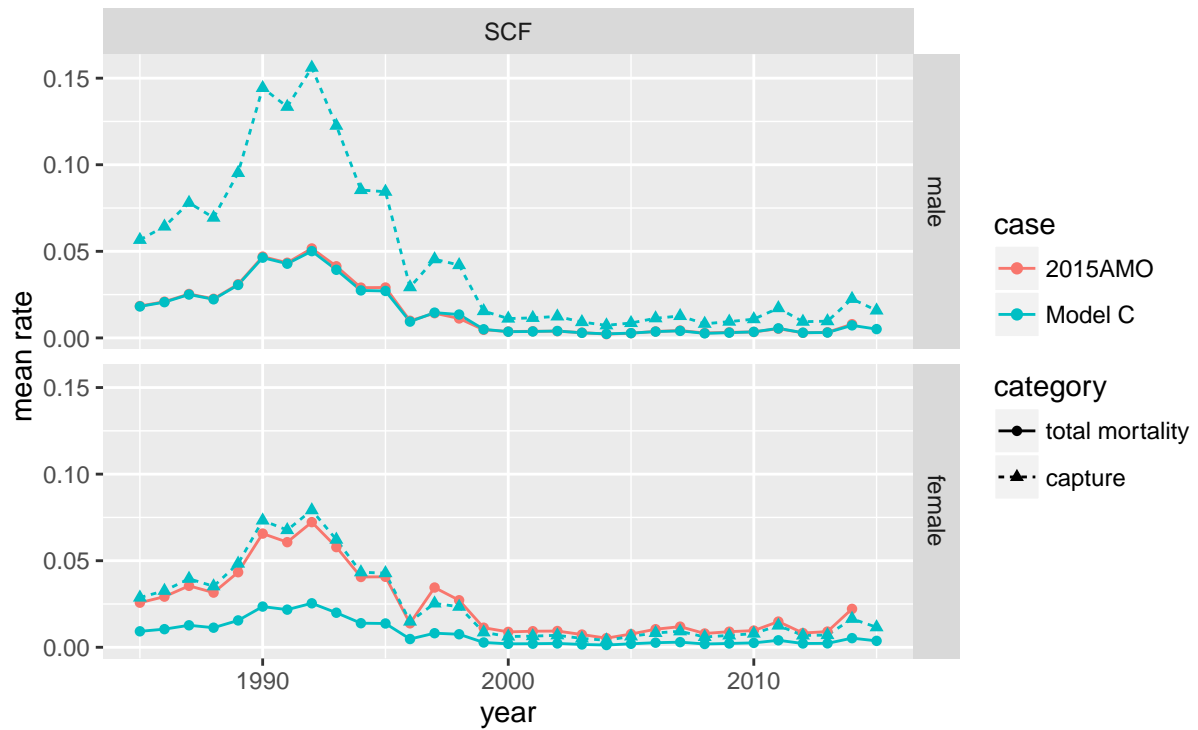 SCF
0.15
0.10
0.05
0.00
male
0.15
0.10
0.05
0.00
female
mean rate
1990
2000
2010
year
case
2015AMO
Model C
category
total mortality
capture